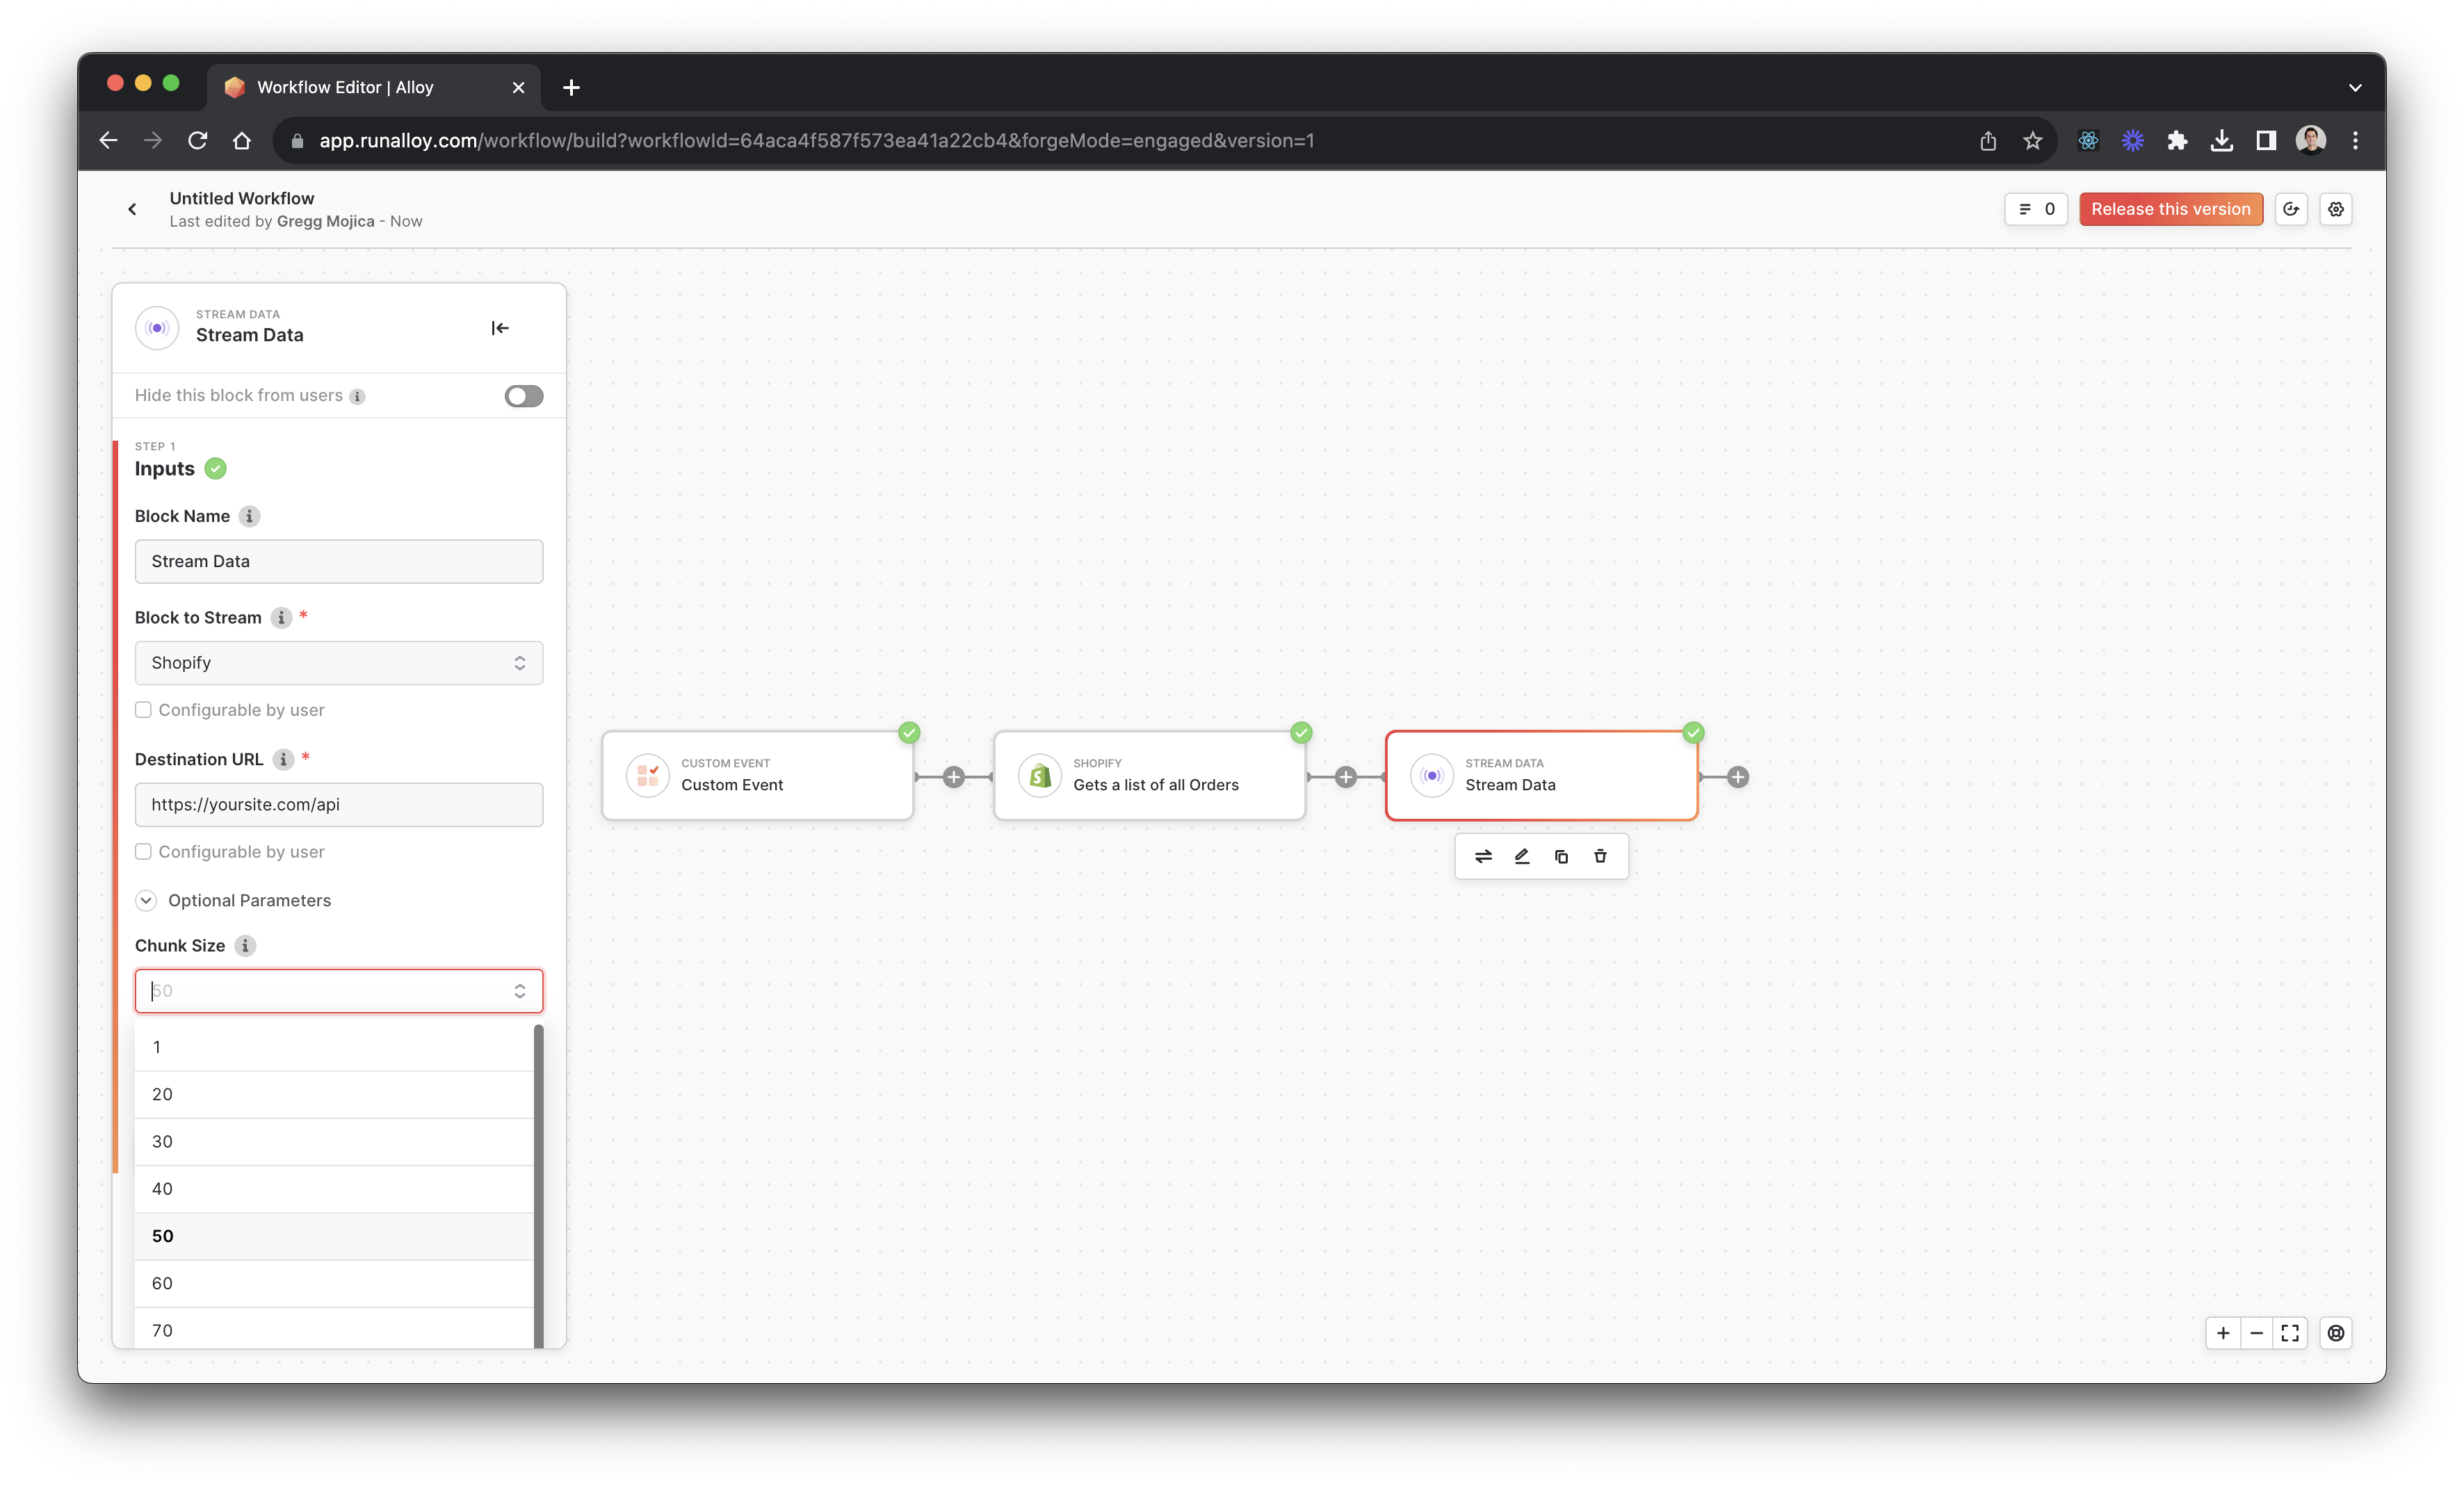 Workflow Editor | Alloy
app.runalloy.com/workflow/build?workflowId=64aca4f587f573ea41a22cb4&forgeMode=engaged&version=1
Untitled Workflow
Last edited by Gregg Mojica - Now
0
Release this version
STREAM DATA
Stream Data
Hide this block from users
STEP 1
Inputs
Block Name
Stream Data
Block to Stream *
Shopify
Configurable by user
Destination URL *
https://yoursite.com/api
Configurable by user
Optional Parameters
Chunk Size
50
1
20
30
40
50
60
70
CUSTOM EVENT
Custom Event
SHOPIFY
Gets a list of all Orders
STREAM DATA
Stream Data